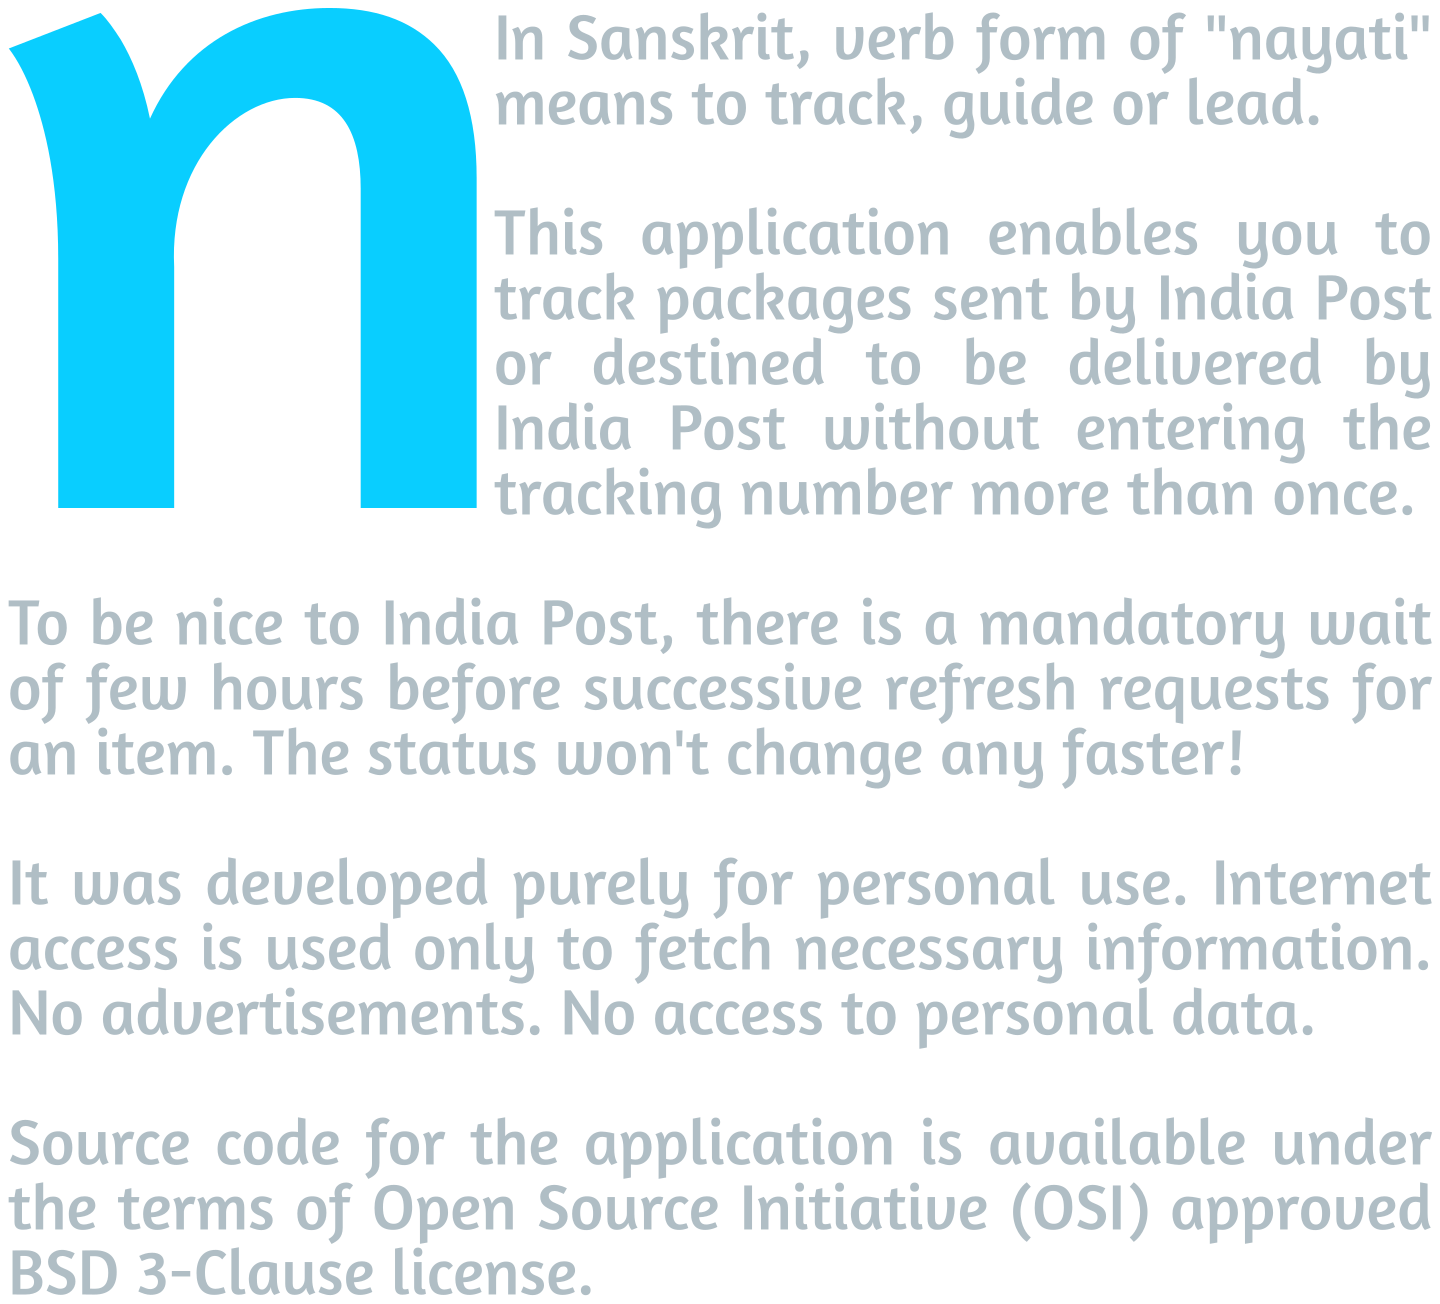 n
In Sanskrit, verb form of "nayati"
means to track, guide or lead.
This application enables you to
track packages sent by India Post
or destined to be delivered by
India Post without entering the
tracking number more than once.
To be nice to India Post, there is a mandatory wait
of few hours before successive refresh requests for
an item. The status won't change any faster!
It was developed purely for personal use. Internet
access is used only to fetch necessary information.
No advertisements. No access to personal data.
Source code for the application is available under
the terms of Open Source Initiative (OSI) approved
BSD 3-Clause license.